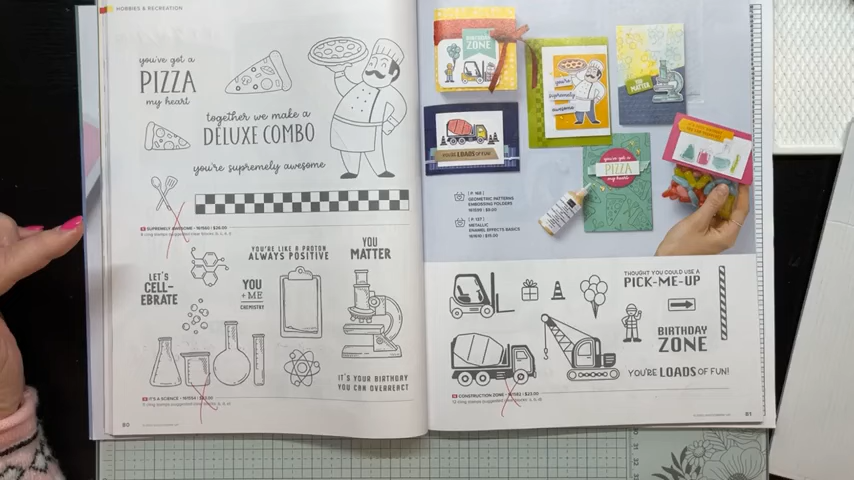 HOBBIES & RECREATION
you've got a
PIZZA
my heart
together we make a
DELUXE COMBO
you're supremely awesome
SUPREMELY AWESOME
YOU'RE LIKE A PROTON
ALWAYS POSITIVE
YOU
MATTER
LET'S
CELL-
EBRATE
YOU
+ ME
CHEMISTRY
IT'S YOUR BIRTHDAY
YOU CAN OVERREACT
IT'S A SCIENCE
80
BIRTHDAY
ZONE
you're
supremely
awesome
YOU
MATTER
YOU'RE LOADS OF FUN!
you've got a
PIZZA
my heart
GEOMETRIC PATTERNS
EMBOSSING FOLDERS
METALLIC
ENAMEL EFFECTS BASICS
THOUGHT YOU COULD USE A
PICK-ME-UP
BIRTHDAY
ZONE
YOU'RE LOADS OF FUN!
CONSTRUCTION ZONE
81